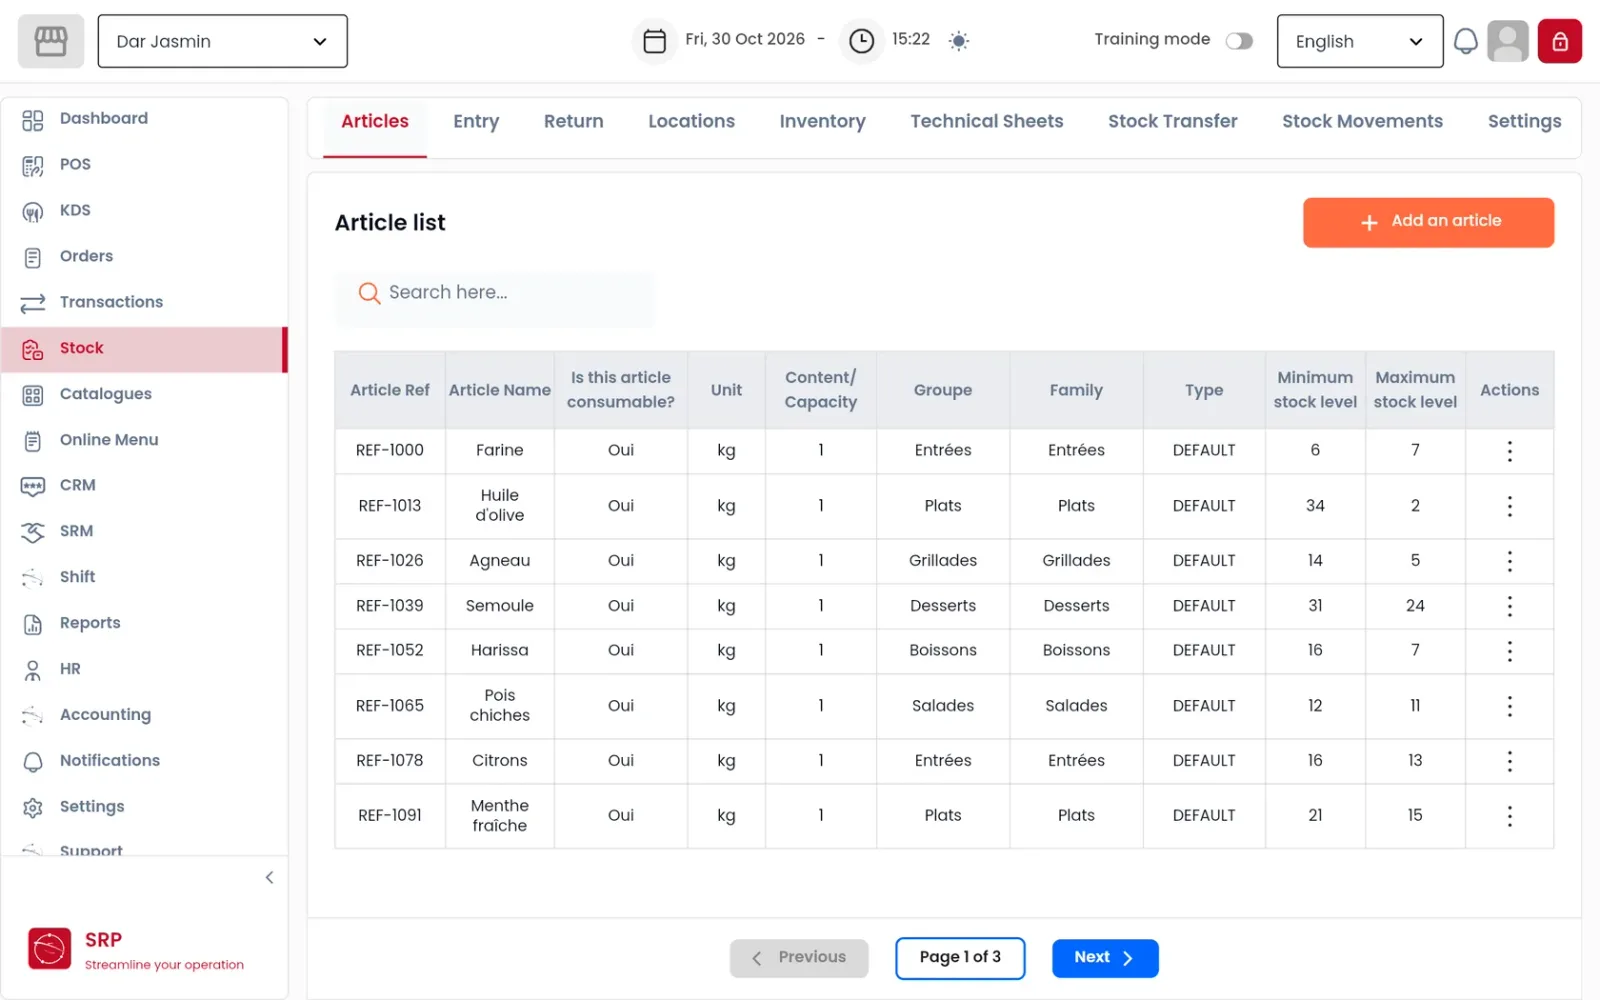 Dar Jasmin
Fri, 30 Oct 2026 - 15:22
Training mode
English
Dashboard
POS
KDS
Orders
Transactions
Stock
Catalogues
Online Menu
CRM
SRM
Shift
Reports
HR
Accounting
Notifications
Settings
Support
SRP
Streamline your operation
Articles Entry Return Locations Inventory Technical Sheets Stock Transfer Stock Movements Settings
Article list
+ Add an article
Search here...
Article Ref Article Name Is this article consumable? Unit Content/ Capacity Groupe Family Type Minimum stock level Maximum stock level Actions
REF-1000 Farine Oui kg 1 Entrées Entrées DEFAULT 6 7
REF-1013 Huile d'olive Oui kg 1 Plats Plats DEFAULT 34 2
REF-1026 Agneau Oui kg 1 Grillades Grillades DEFAULT 14 5
REF-1039 Semoule Oui kg 1 Desserts Desserts DEFAULT 31 24
REF-1052 Harissa Oui kg 1 Boissons Boissons DEFAULT 16 7
REF-1065 Pois chiches Oui kg 1 Salades Salades DEFAULT 12 11
REF-1078 Citrons Oui kg 1 Entrées Entrées DEFAULT 16 13
REF-1091 Menthe fraîche Oui kg 1 Plats Plats DEFAULT 21 15
Previous Page 1 of 3 Next